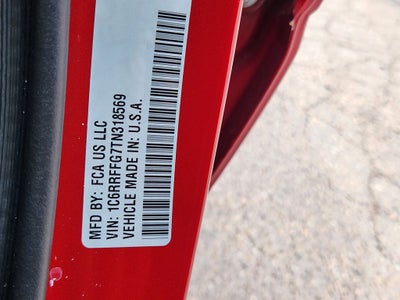 MFD BY: FCA US LLC
VIN: 1C6RRFFG7TN318569
VEHICLE MADE IN: U.S.A.